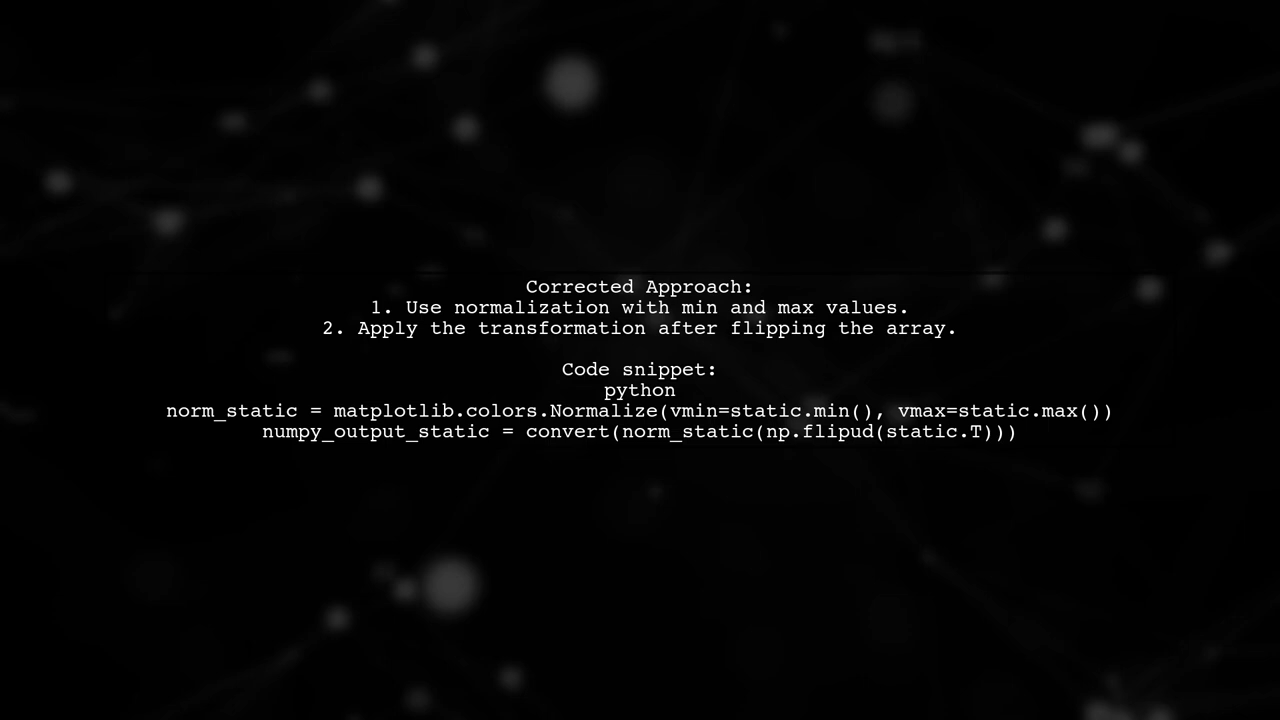 Corrected Approach:
1. Use normalization with min and max values.
2. Apply the transformation after flipping the array.
Code snippet:
python
norm_static = matplotlib.colors.Normalize(vmin=static.min(), vmax=static.max())
numpy_output_static = convert(norm_static(np.flipud(static.T)))